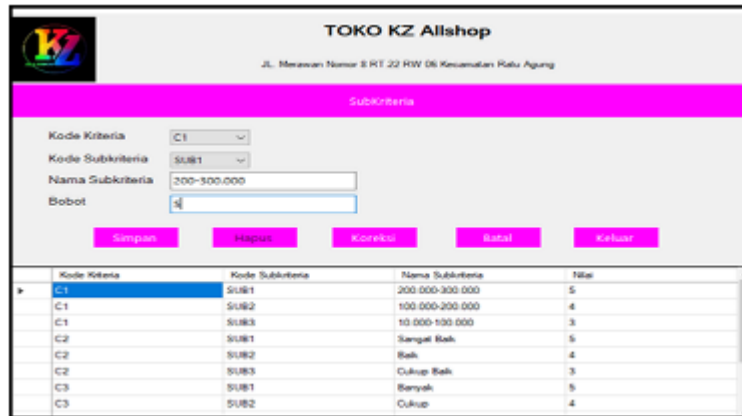 KZ
TOKO KZ Allshop
JL. Merawan Nomor 8 RT 22 RW 06 Kecamatan Ratu Agung
SubKriteria
Kode Kriteria C1
Kode Subkriteria SUB1
Nama Subkriteria 200-300.000
Bobot 5
Simpan Hapus Koreksi Batal Keluar
Kode Kriteria Kode Subkriteria Nama Subkriteria Nilai
C1 SUB1 200.000-300.000 5
C1 SUB2 100.000-200.000 4
C1 SUB3 10.000-100.000 3
C2 SUB1 Sangat Baik 5
C2 SUB2 Baik 4
C2 SUB3 Cukup Baik 3
C3 SUB1 Banyak 5
C3 SUB2 Cukup 4